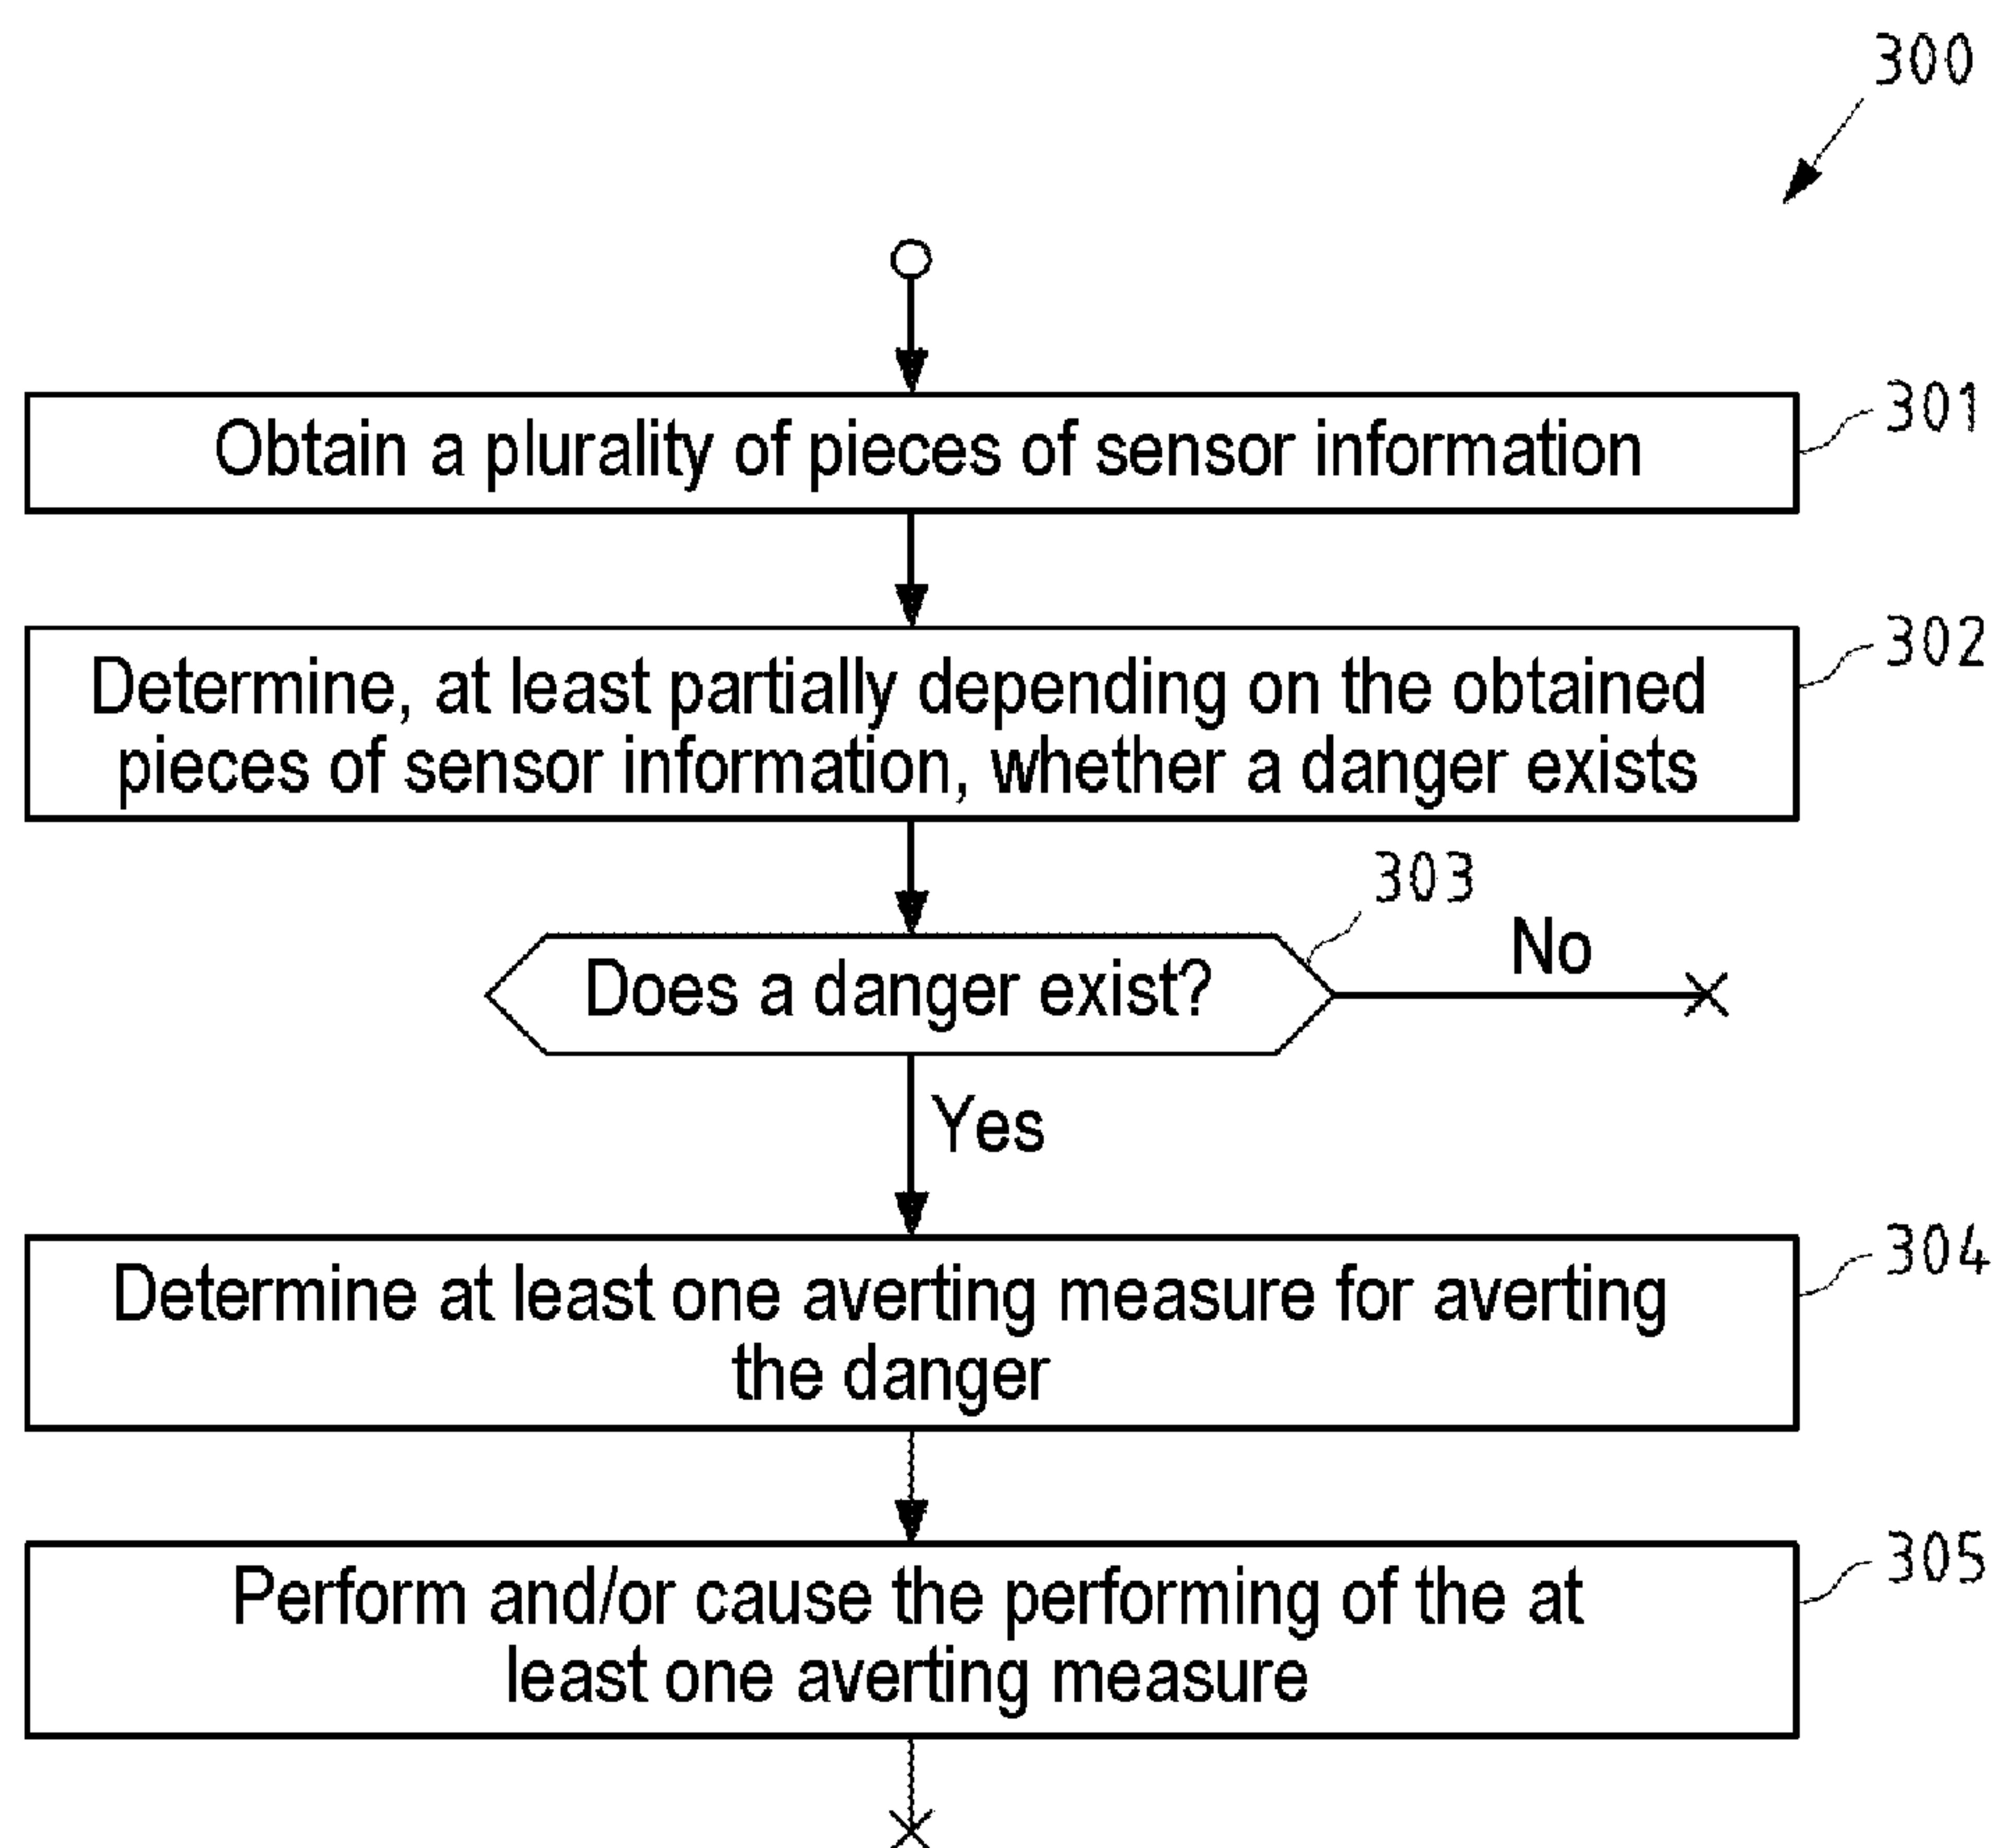 300
Obtain a plurality of pieces of sensor information
301
Determine, at least partially depending on the obtained
pieces of sensor information, whether a danger exists
302
303
Does a danger exist?
No
Yes
Determine at least one averting measure for averting
the danger
304
Perform and/or cause the performing of the at
least one averting measure
305